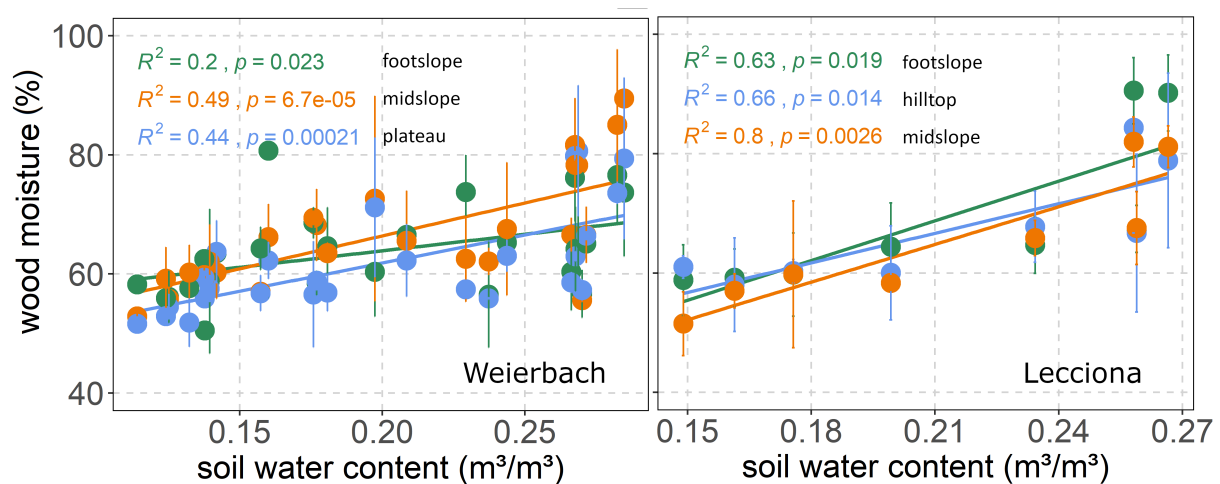 wood moisture (%)
100
80
60
40
R² = 0.2 , p = 0.023 footslope
R² = 0.49 , p = 6.7e-05 midslope
R² = 0.44 , p = 0.00021 plateau
Weierbach
0.15 0.20 0.25
soil water content (m³/m³)
R² = 0.63 , p = 0.019 footslope
R² = 0.66 , p = 0.014 hilltop
R² = 0.8 , p = 0.0026 midslope
Lecciona
0.15 0.18 0.21 0.24 0.27
soil water content (m³/m³)